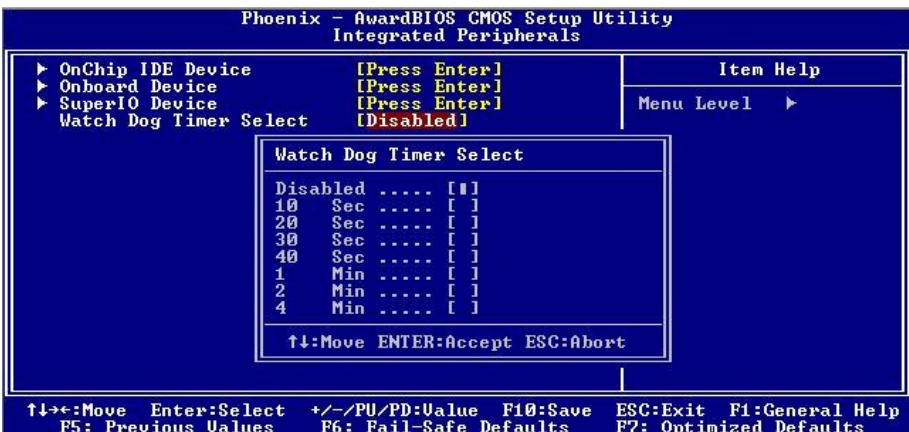 Phoenix - AwardBIOS CMOS Setup Utility
Integrated Peripherals
▶ OnChip IDE Device [Press Enter]
▶ Onboard Device [Press Enter]
▶ SuperIO Device [Press Enter]
Watch Dog Timer Select [Disabled]
Item Help
Menu Level ▶
Watch Dog Timer Select
Disabled ..... [■]
10 Sec ..... [ ]
20 Sec ..... [ ]
30 Sec ..... [ ]
40 Sec ..... [ ]
1 Min ..... [ ]
2 Min ..... [ ]
4 Min ..... [ ]
↑↓:Move ENTER:Accept ESC:Abort
↑↓→←:Move Enter:Select +/-/PU/PD:Value F10:Save ESC:Exit F1:General Help
F5: Previous Values F6: Fail-Safe Defaults F7: Optimized Defaults